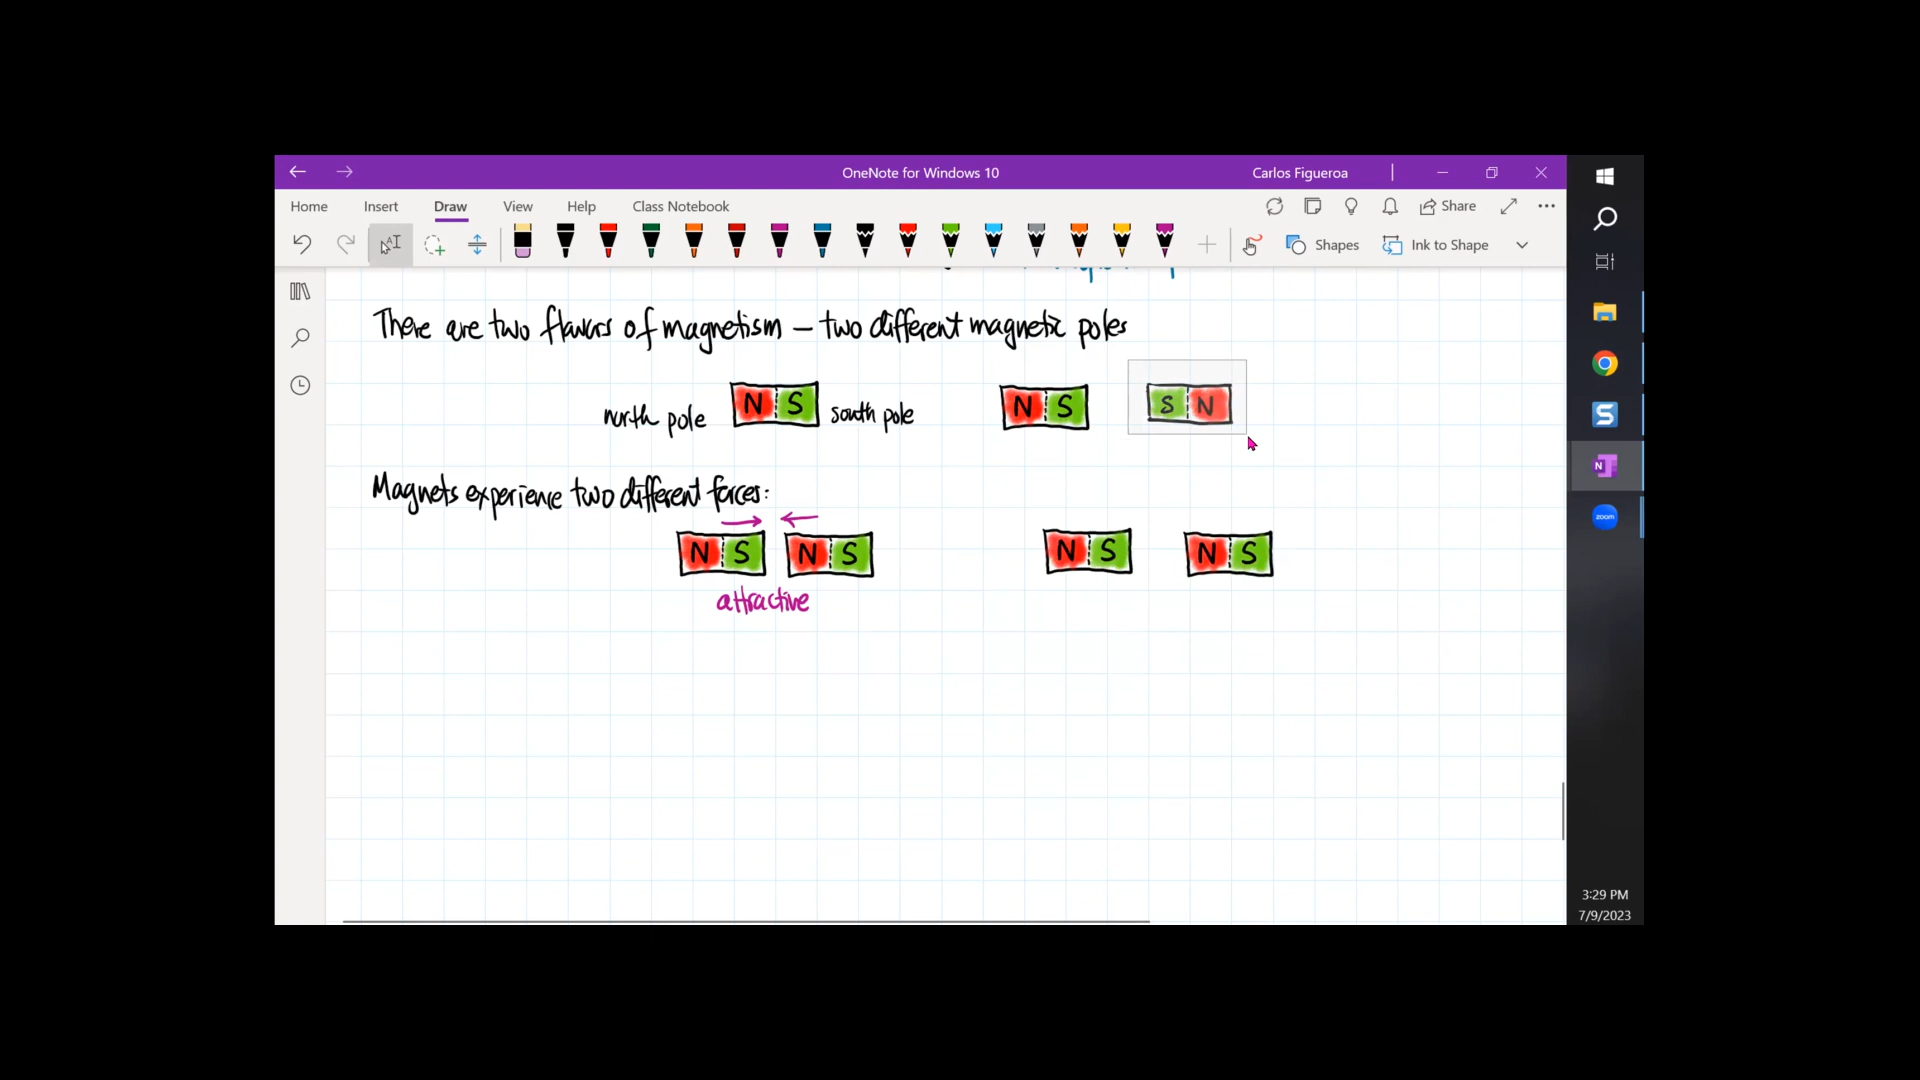 OneNote for Windows 10
Carlos Figueroa
Home Insert Draw View Help Class Notebook
Share
Shapes
Ink to Shape
There are two flavors of magnetism — two different magnetic poles
north pole N S south pole N S S N
Magnets experience two different forces:
N S N S N S N S
attractive
zoom
3:29 PM
7/9/2023